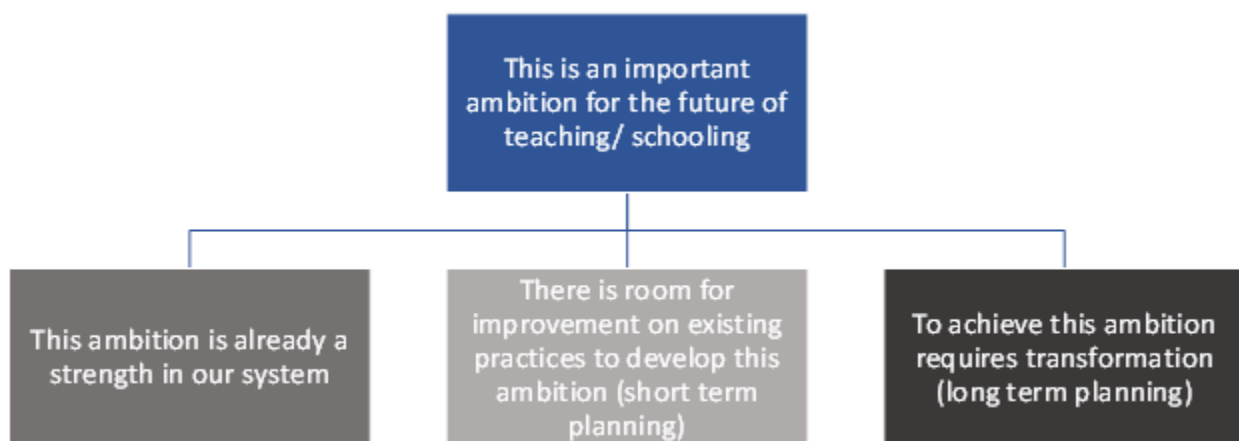 This is an important
ambition for the future of
teaching/ schooling
This ambition is already a
strength in our system
There is room for
improvement on existing
practices to develop this
ambition (short term
planning)
To achieve this ambition
requires transformation
(long term planning)